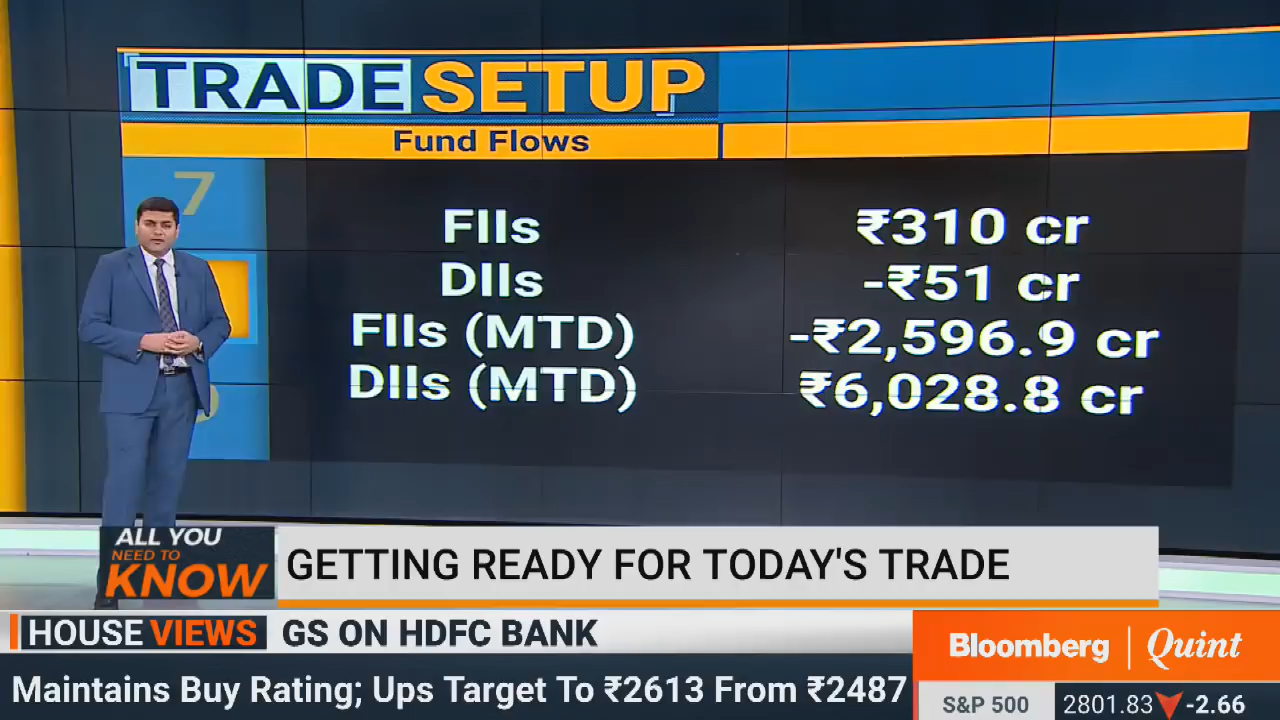 TRADE SETUP
Fund Flows
7
FIIs ₹310 cr
DIIs -₹51 cr
FIIs (MTD) -₹2,596.9 cr
DIIs (MTD) ₹6,028.8 cr
ALL YOU
NEED TO
KNOW
GETTING READY FOR TODAY'S TRADE
HOUSE VIEWS GS ON HDFC BANK
Maintains Buy Rating; Ups Target To ₹2613 From ₹2487
Bloomberg | Quint
S&P 500 2801.83 -2.66